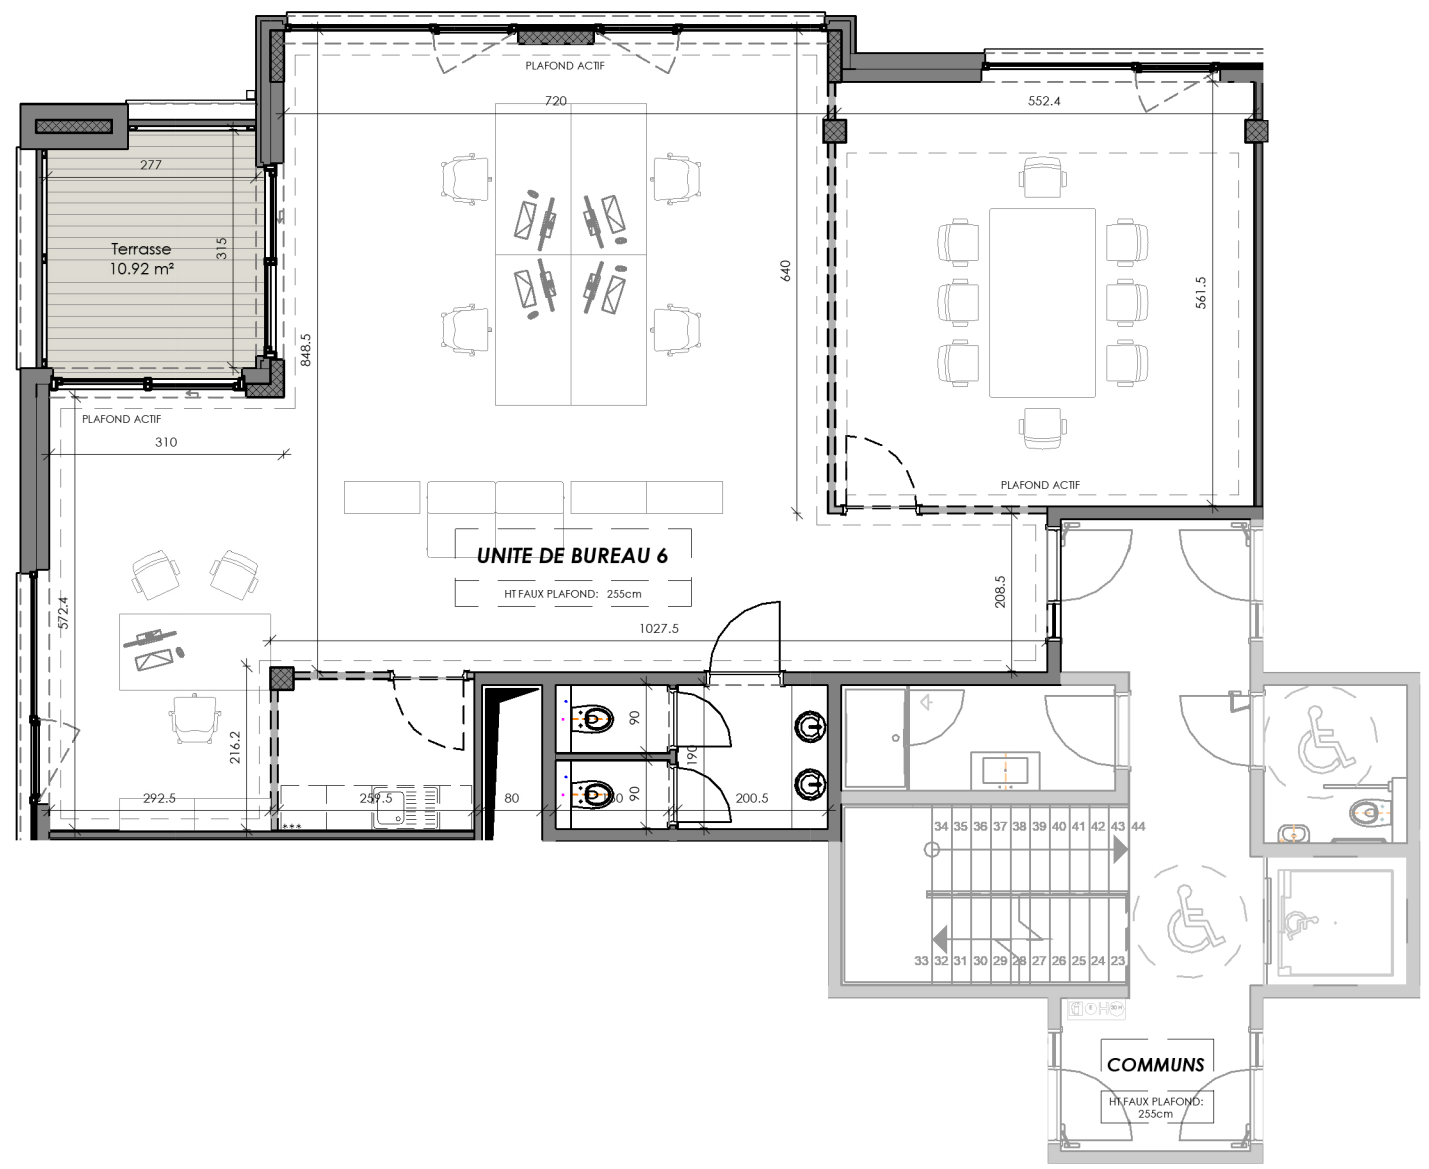 PLAFOND ACTIF
720
552.4
277
Terrasse
10.92 m²
315
640
561.5
848.5
PLAFOND ACTIF
310
PLAFOND ACTIF
UNITE DE BUREAU 6
HT FAUX PLAFOND: 255cm
572.4
208.5
1027.5
216.2
90
190
90
292.5
259.5
80
200.5
***
34 35 36 37 38 39 40 41 42 43 44
33 32 31 30 29 28 27 26 25 24 23
COMMUNS
HT FAUX PLAFOND:
255cm